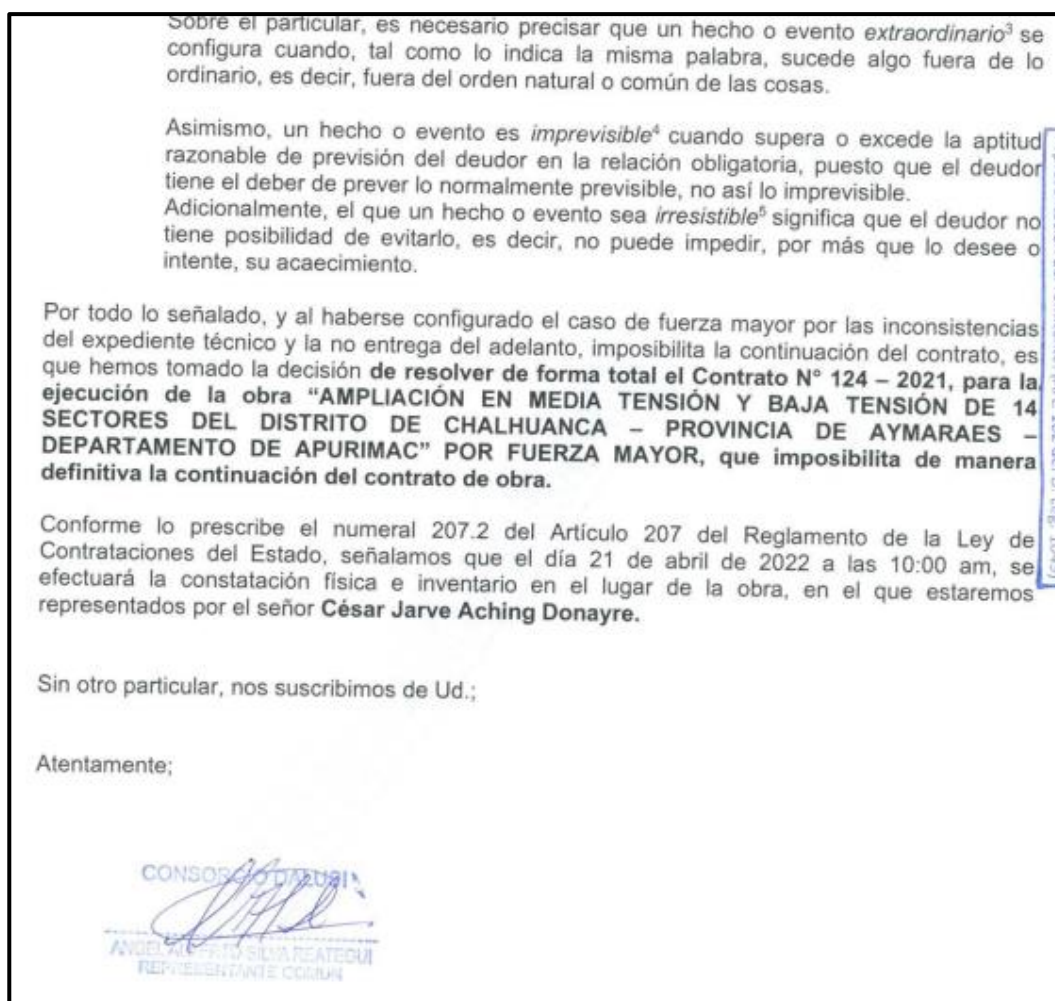 Sobre el particular, es necesario precisar que un hecho o evento extraordinario³ se
configura cuando, tal como lo indica la misma palabra, sucede algo fuera de lo
ordinario, es decir, fuera del orden natural o común de las cosas.
Asimismo, un hecho o evento es imprevisible⁴ cuando supera o excede la aptitud
razonable de previsión del deudor en la relación obligatoria, puesto que el deudor
tiene el deber de prever lo normalmente previsible, no así lo imprevisible.
Adicionalmente, el que un hecho o evento sea irresistible⁵ significa que el deudor no
tiene posibilidad de evitarlo, es decir, no puede impedir, por más que lo desee o
intente, su acaecimiento.
Por todo lo señalado, y al haberse configurado el caso de fuerza mayor por las inconsistencias
del expediente técnico y la no entrega del adelanto, imposibilita la continuación del contrato, es
que hemos tomado la decisión de resolver de forma total el Contrato N° 124 – 2021, para la
ejecución de la obra “AMPLIACIÓN EN MEDIA TENSIÓN Y BAJA TENSIÓN DE 14
SECTORES DEL DISTRITO DE CHALHUANCA – PROVINCIA DE AYMARAES –
DEPARTAMENTO DE APURIMAC” POR FUERZA MAYOR, que imposibilita de manera
definitiva la continuación del contrato de obra.
Conforme lo prescribe el numeral 207.2 del Artículo 207 del Reglamento de la Ley de
Contrataciones del Estado, señalamos que el día 21 de abril de 2022 a las 10:00 am, se
efectuará la constatación física e inventario en el lugar de la obra, en el que estaremos
representados por el señor César Jarve Aching Donayre.
Sin otro particular, nos suscribimos de Ud.;
Atentamente;
CONSORCIO DALUSI
ANGEL ALBERTO SILVA REATEGUI
REPRESENTANTE COMUN